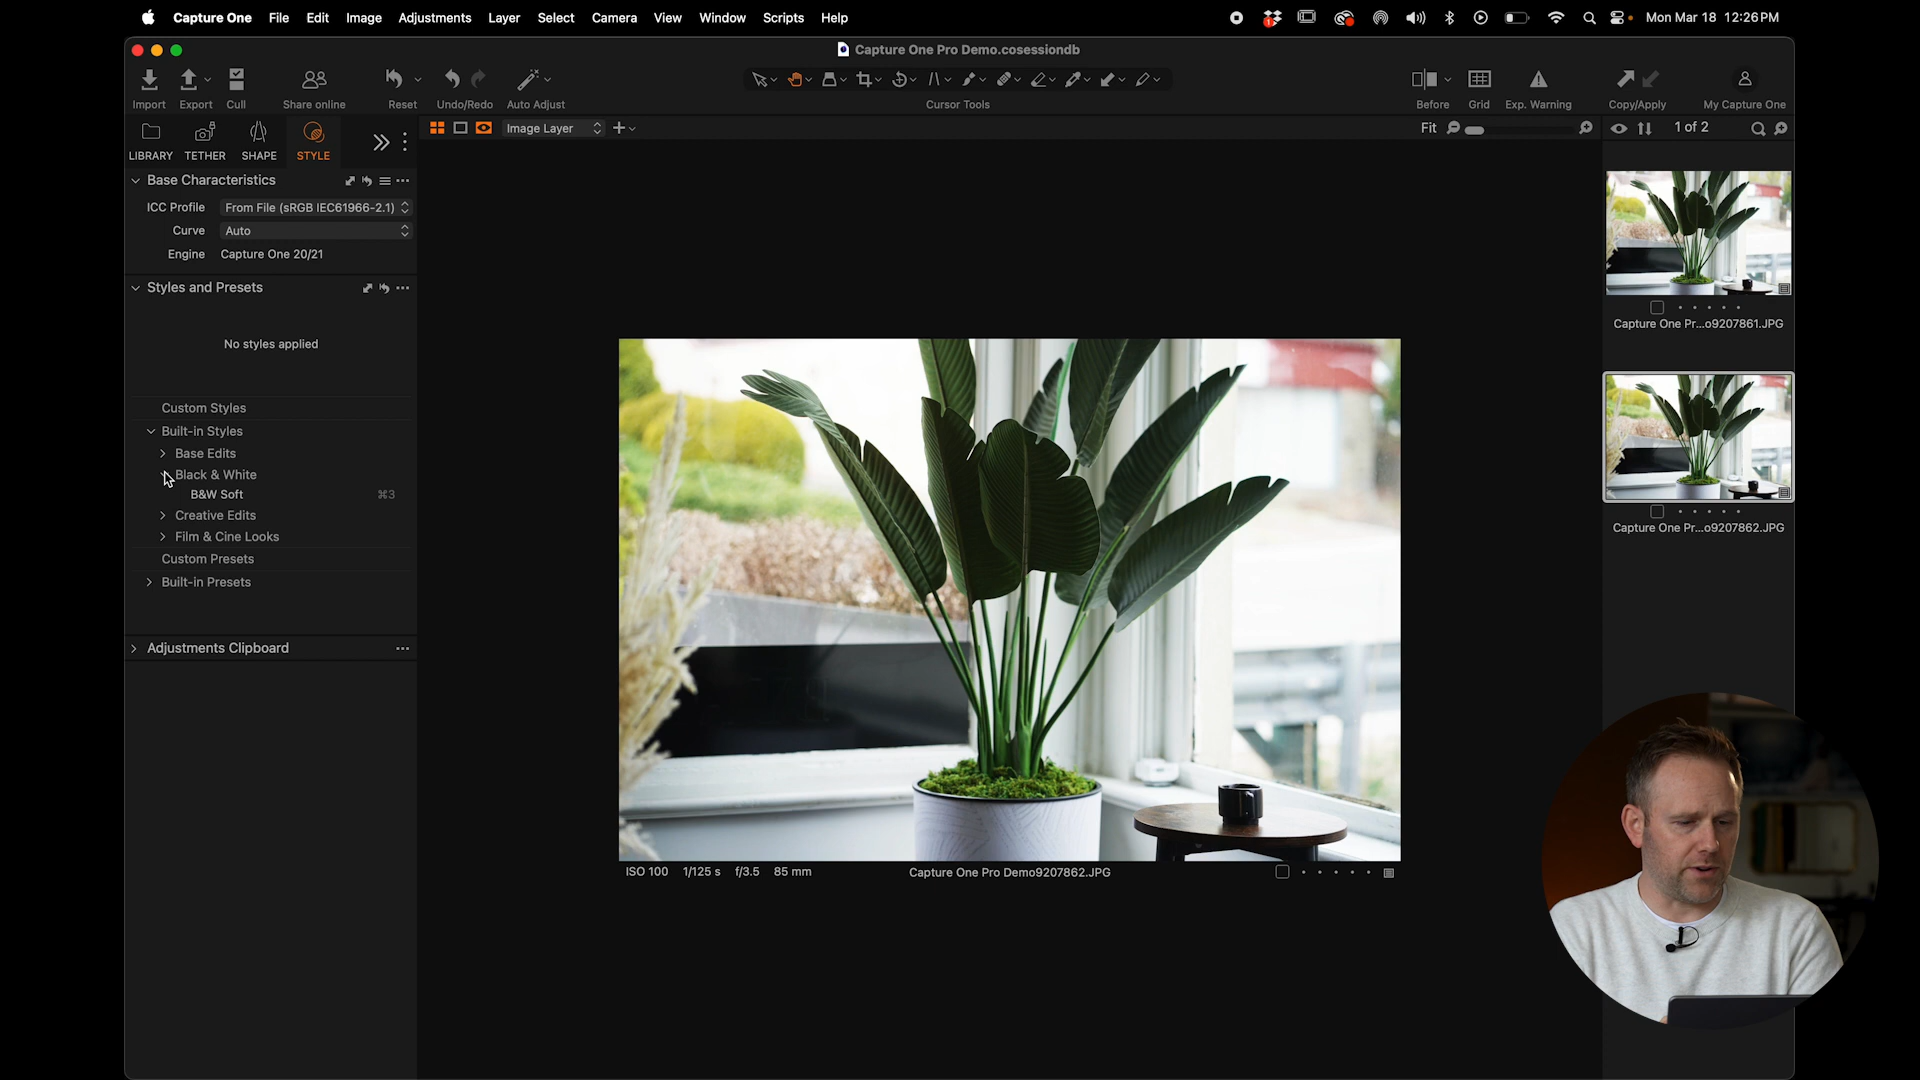 Capture One File Edit Image Adjustments Layer Select Camera View Window Scripts Help
1
Mon Mar 18 12:26 PM
Capture One Pro Demo.cosessiondb
Import Export Cull Share online Reset Undo/Redo Auto Adjust Cursor Tools Before Grid Exp. Warning Copy/Apply My Capture One
LIBRARY TETHER SHAPE STYLE
Image Layer
Fit
1 of 2
Base Characteristics
ICC Profile From File (sRGB IEC61966-2.1)
Curve Auto
Engine Capture One 20/21
Styles and Presets
No styles applied
Custom Styles
Built-in Styles
Base Edits
Black & White
B&W Soft ⌘3
Creative Edits
Film & Cine Looks
Custom Presets
Built-in Presets
Adjustments Clipboard
ISO 100 1/125 s f/3.5 85 mm
Capture One Pro Demo9207862.JPG
Capture One Pr...o9207861.JPG
Capture One Pr...o9207862.JPG